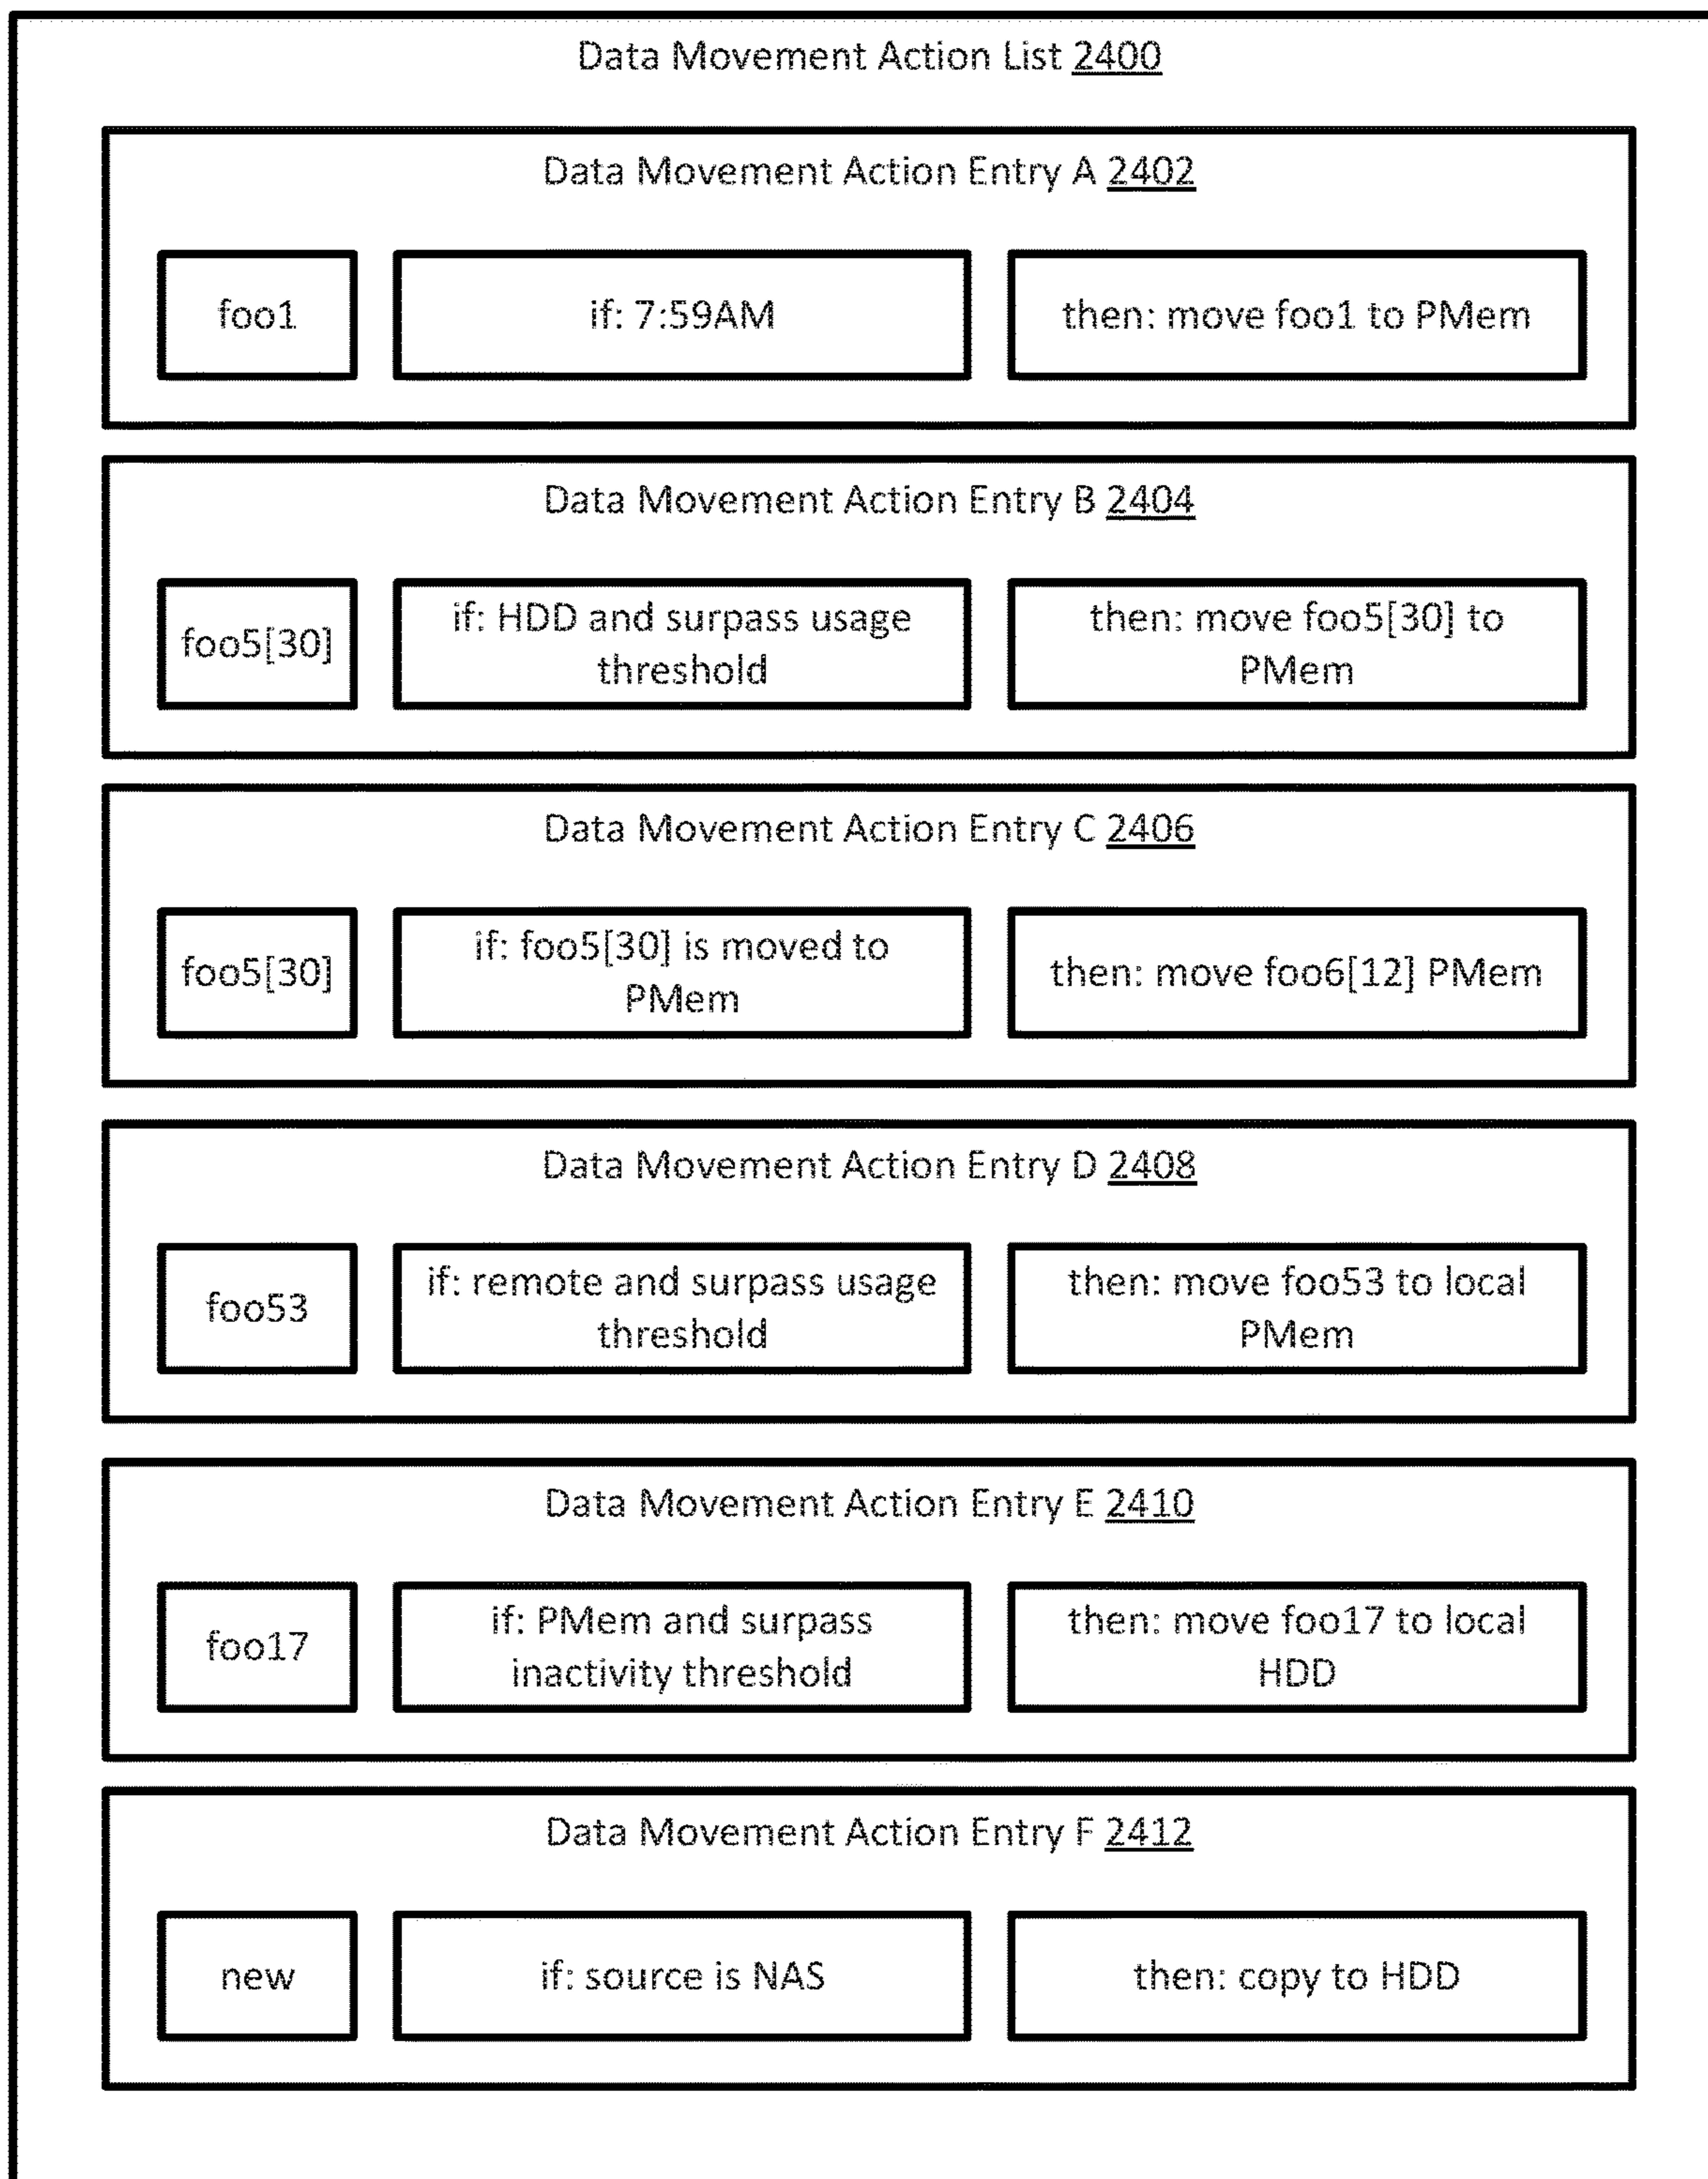 Data Movement Action List 2400
Data Movement Action Entry A 2402
foo1
if: 7:59AM
then: move foo1 to PMem
Data Movement Action Entry B 2404
foo5[30]
if: HDD and surpass usage
threshold
then: move foo5[30] to
PMem
Data Movement Action Entry C 2406
foo5[30]
if: foo5[30] is moved to
PMem
then: move foo6[12] PMem
Data Movement Action Entry D 2408
foo53
if: remote and surpass usage
threshold
then: move foo53 to local
PMem
Data Movement Action Entry E 2410
foo17
if: PMem and surpass
inactivity threshold
then: move foo17 to local
HDD
Data Movement Action Entry F 2412
new
if: source is NAS
then: copy to HDD